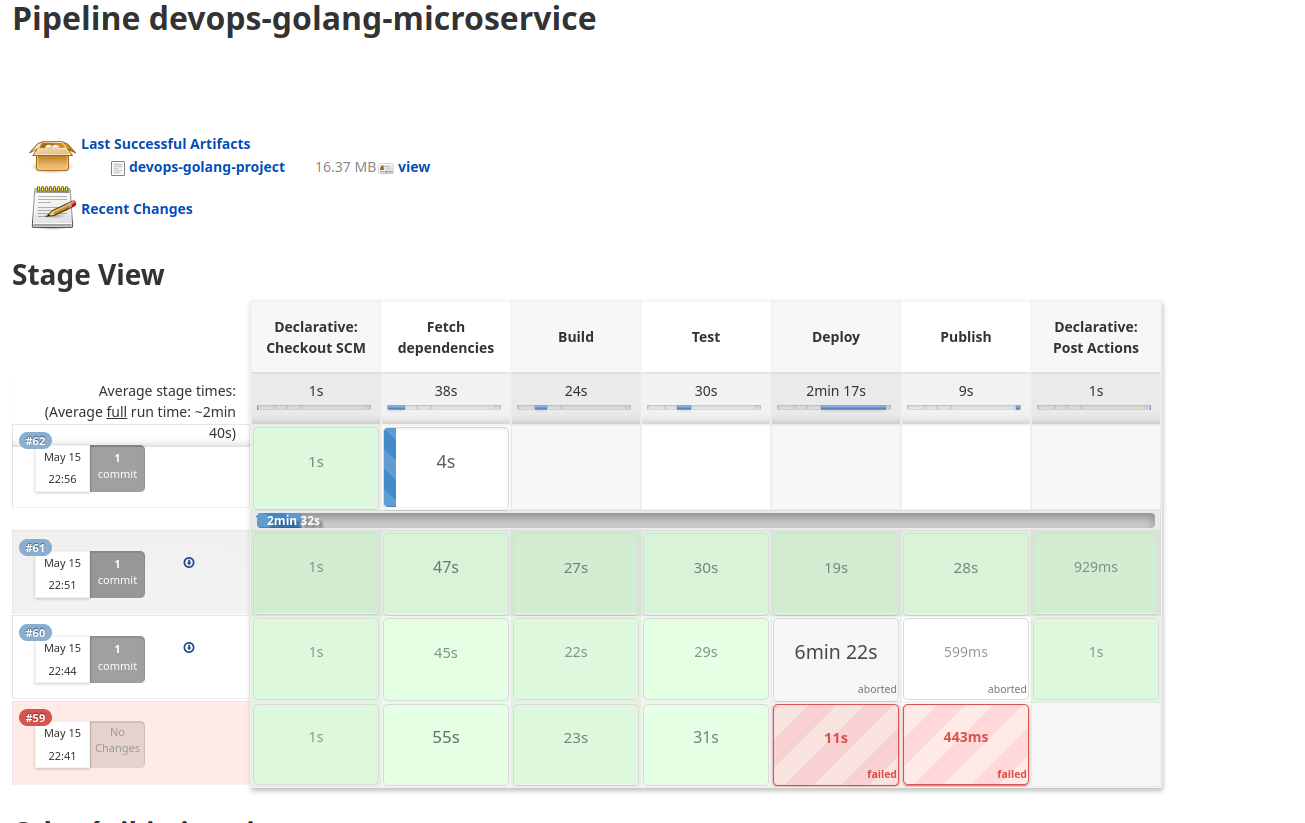 Pipeline devops-golang-microservice
Last Successful Artifacts
devops-golang-project 16.37 MB view
Recent Changes
Stage View
Declarative:
Checkout SCM
Fetch
dependencies
Build
Test
Deploy
Publish
Declarative:
Post Actions
Average stage times:
(Average full run time: ~2min
40s)
1s 38s 24s 30s 2min 17s 9s 1s
#62
May 15
22:56
1
commit
1s 4s
2min 32s
#61
May 15
22:51
1
commit
1s 47s 27s 30s 19s 28s 929ms
#60
May 15
22:44
1
commit
1s 45s 22s 29s 6min 22s 599ms 1s
aborted aborted
#59
May 15
22:41
No
Changes
1s 55s 23s 31s 11s 443ms
failed failed